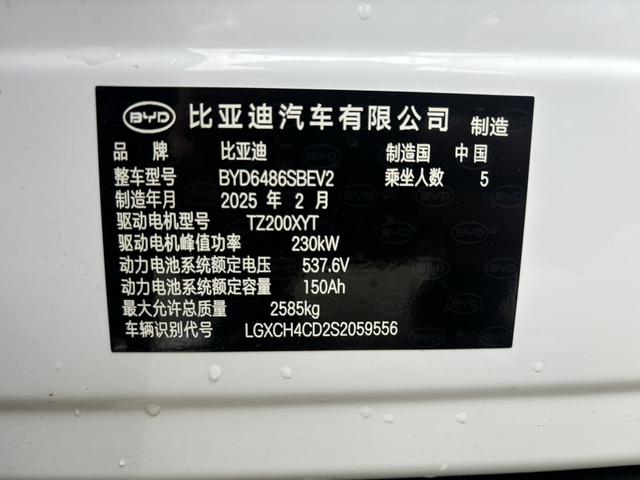 BYD 比亚迪汽车有限公司 制造
品牌 比亚迪 制造国 中国
整车型号 BYD6486SBEV2 乘坐人数 5
制造年月 2025 年 2 月
驱动电机型号 TZ200XYT
驱动电机峰值功率 230kW
动力电池系统额定电压 537.6V
动力电池系统额定容量 150Ah
最大允许总质量 2585kg
车辆识别代号 LGXCH4CD2S2059556